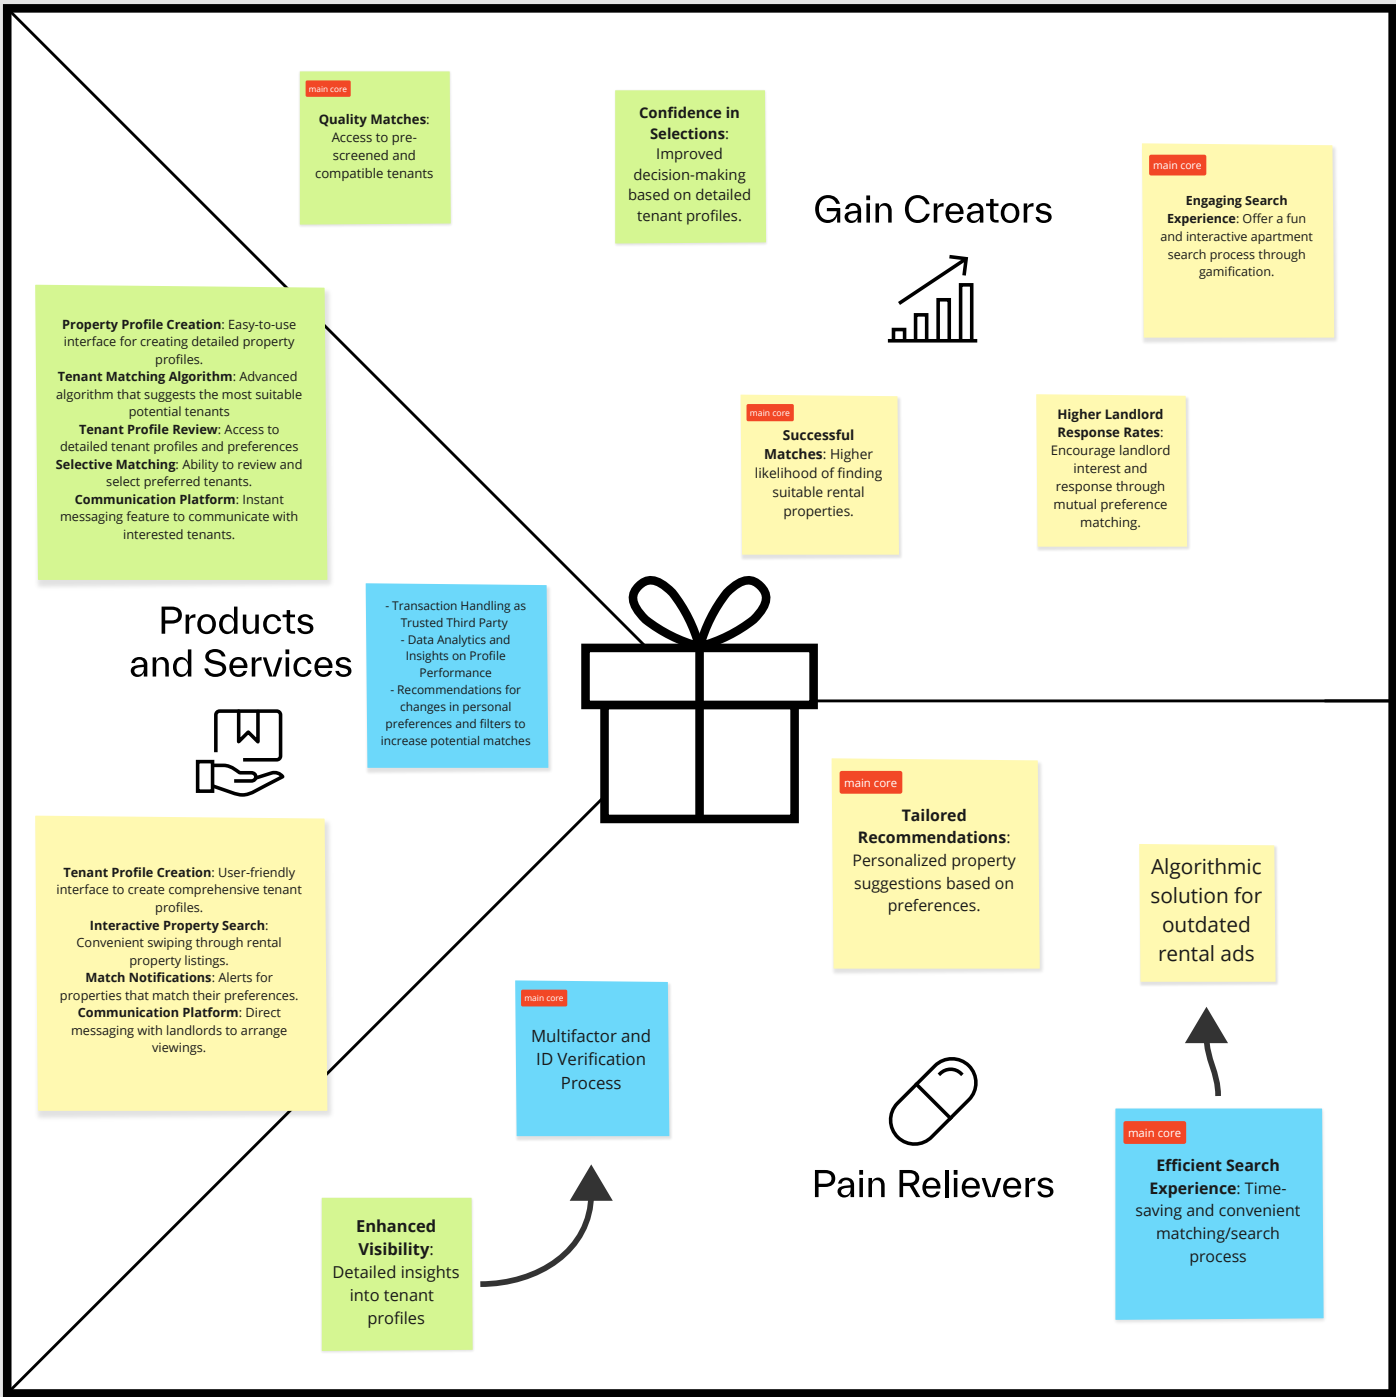 main core
Quality Matches:
Access to pre-
screened and
compatible tenants
Confidence in
Selections:
Improved
decision-making
based on detailed
tenant profiles.
Gain Creators
main core
Engaging Search
Experience: Offer a fun
and interactive apartment
search process through
gamification.
main core
Successful
Matches: Higher
likelihood of finding
suitable rental
properties.
Higher Landlord
Response Rates:
Encourage landlord
interest and
response through
mutual preference
matching.
Property Profile Creation: Easy-to-use
interface for creating detailed property
profiles.
Tenant Matching Algorithm: Advanced
algorithm that suggests the most suitable
potential tenants
Tenant Profile Review: Access to
detailed tenant profiles and preferences
Selective Matching: Ability to review and
select preferred tenants.
Communication Platform: Instant
messaging feature to communicate with
interested tenants.
Products
and Services
- Transaction Handling as
Trusted Third Party
- Data Analytics and
Insights on Profile
Performance
- Recommendations for
changes in personal
preferences and filters to
increase potential matches
Tenant Profile Creation: User-friendly
interface to create comprehensive tenant
profiles.
Interactive Property Search:
Convenient swiping through rental
property listings.
Match Notifications: Alerts for
properties that match their preferences.
Communication Platform: Direct
messaging with landlords to arrange
viewings.
main core
Tailored
Recommendations:
Personalized property
suggestions based on
preferences.
Algorithmic
solution for
outdated
rental ads
main core
Multifactor and
ID Verification
Process
Pain Relievers
main core
Efficient Search
Experience: Time-
saving and convenient
matching/search
process
Enhanced
Visibility:
Detailed insights
into tenant
profiles